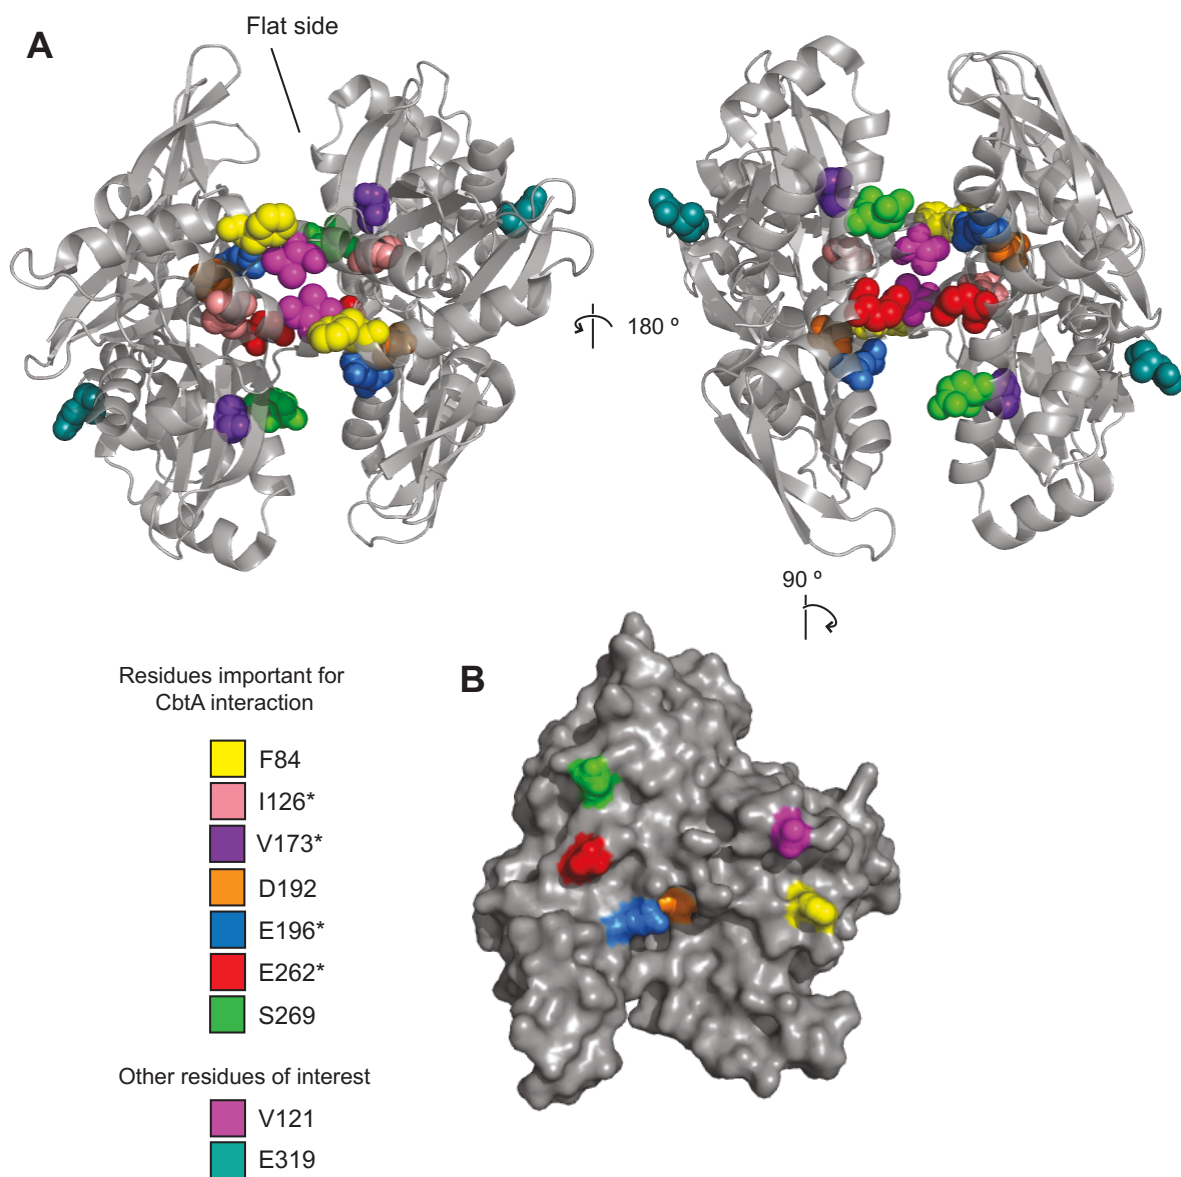 A
Flat side
180 º
90 º
B
Residues important for
CbtA interaction
F84
I126*
V173*
D192
E196*
E262*
S269
Other residues of interest
V121
E319